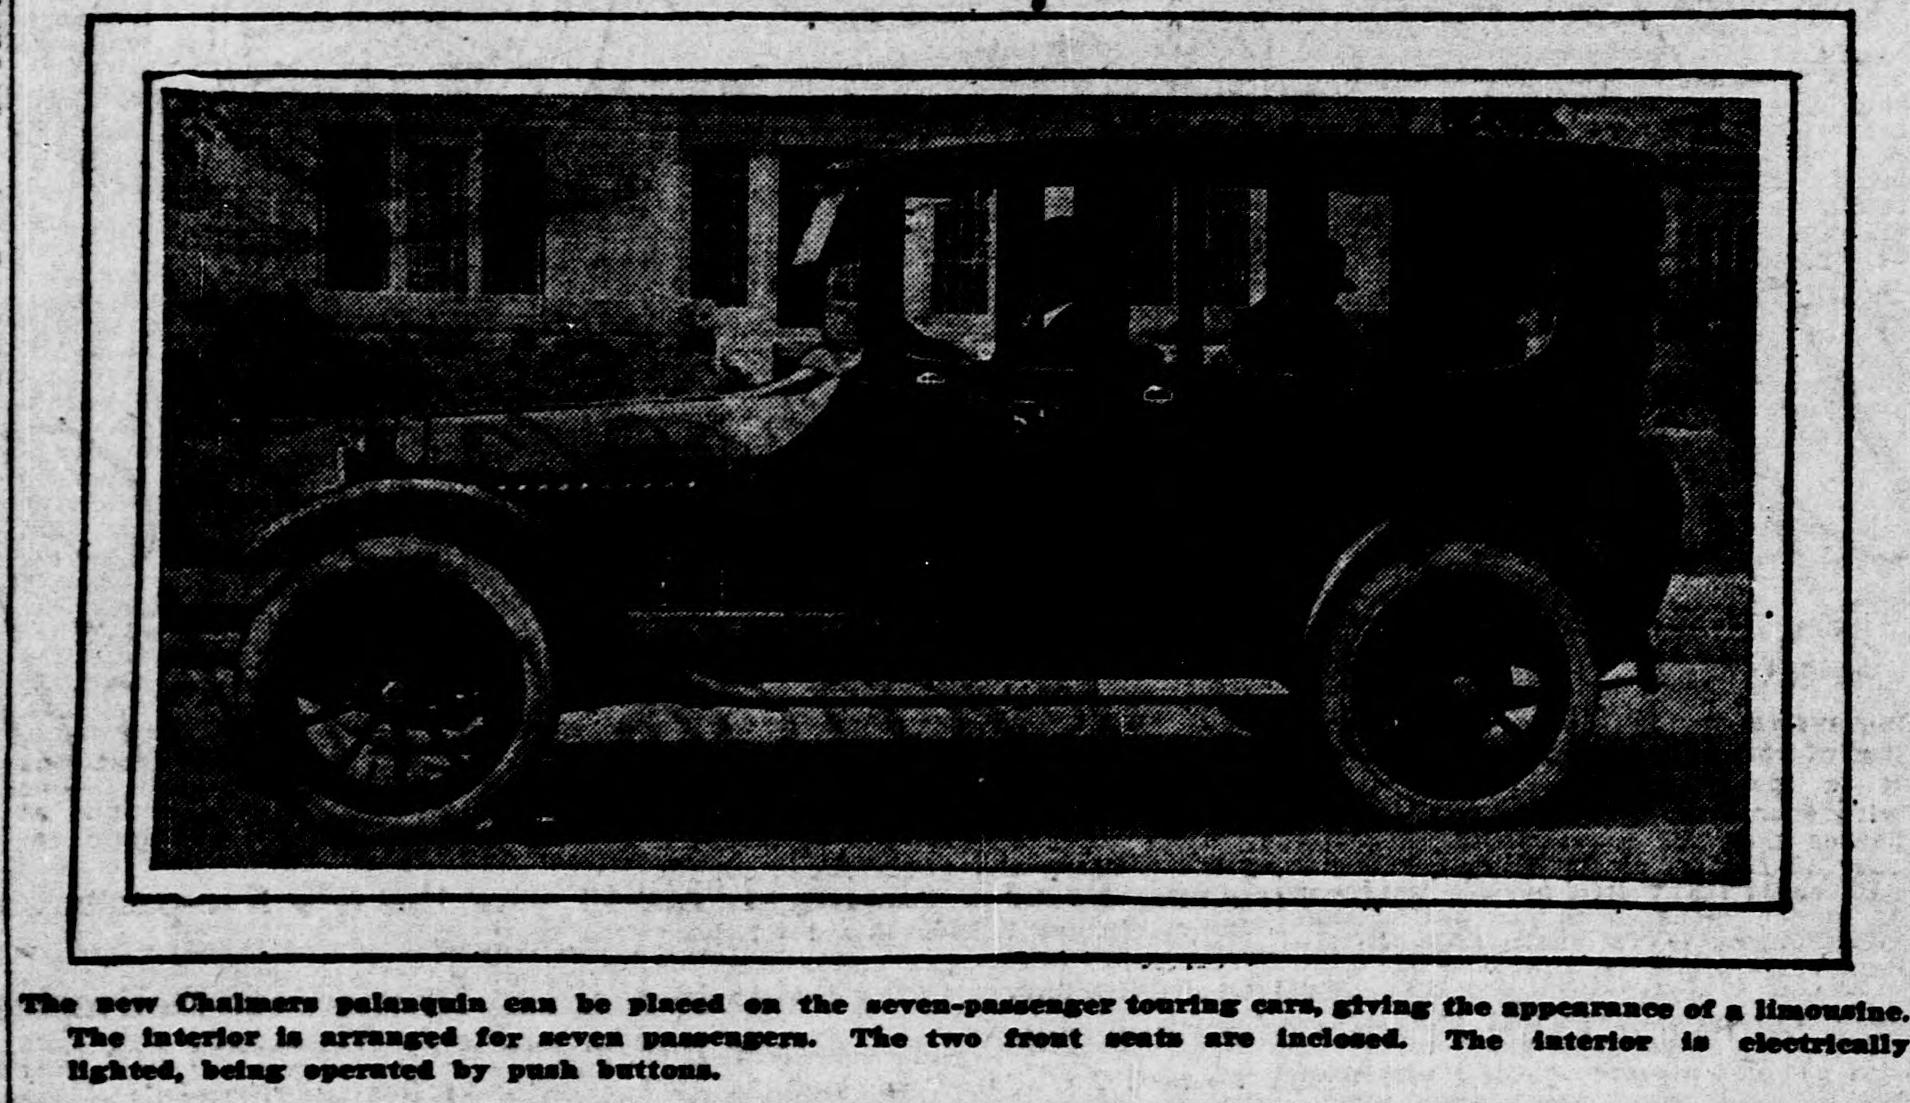 The new Chalmers palanquin can be placed on the seven-passenger touring cars, giving the appearance of a limousine.
The interior is arranged for seven passengers. The two front seats are inclosed. The interior is electrically
lighted, being operated by push buttons.